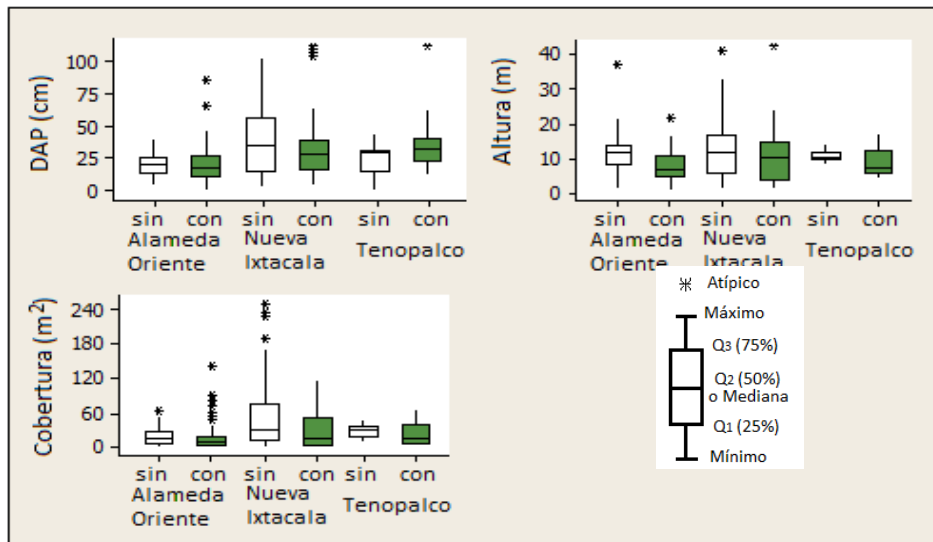 DAP (cm)
100
75
50
25
0
sin con sin con sin con
Alameda Nueva Tenopalco
Oriente Ixtacala
Altura (m)
40
30
20
10
0
sin con sin con sin con
Alameda Nueva Tenopalco
Oriente Ixtacala
Cobertura (m²)
240
180
120
60
0
sin con sin con sin con
Alameda Nueva Tenopalco
Oriente Ixtacala
Atípico
Máximo
Q3 (75%)
Q2 (50%)
o Mediana
Q1 (25%)
Mínimo